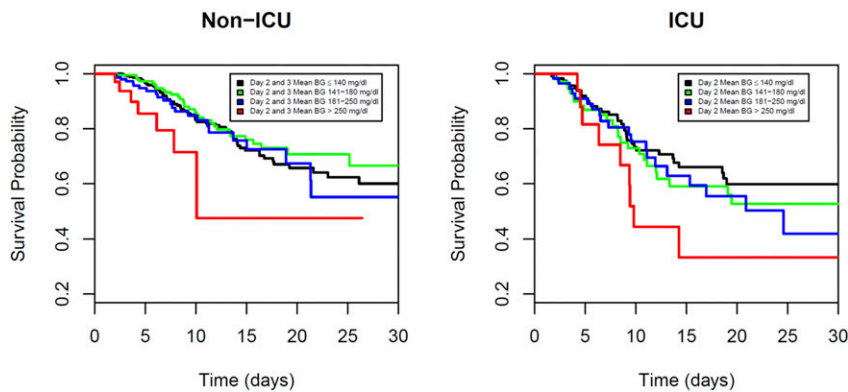 Non−ICU
Survival Probability
1.0
0.8
0.6
0.4
0.2
Day 2 and 3 Mean BG ≤ 140 mg/dl
Day 2 and 3 Mean BG 141−180 mg/dl
Day 2 and 3 Mean BG 181−250 mg/dl
Day 2 and 3 Mean BG > 250 mg/dl
0 5 10 15 20 25 30
Time (days)
ICU
Survival Probability
1.0
0.8
0.6
0.4
0.2
Day 2 Mean BG ≤ 140 mg/dl
Day 2 Mean BG 141−180 mg/dl
Day 2 Mean BG 181−250 mg/dl
Day 2 Mean BG > 250 mg/dl
0 5 10 15 20 25 30
Time (days)